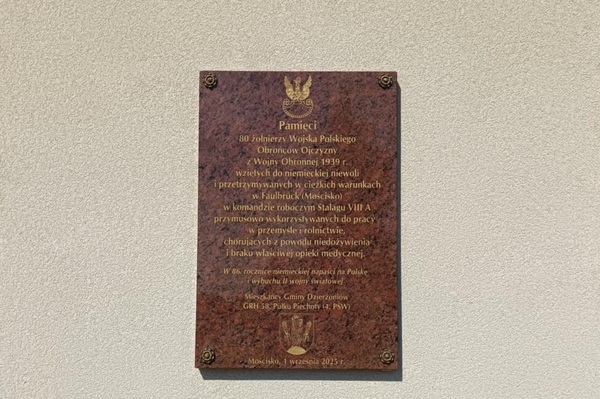 Pamięci
80 żołnierzy Wojska Polskiego
Obrońców Ojczyzny
z Wojny Obronnej 1939 r.
wziętych do niemieckiej niewoli
i przetrzymywanych w ciężkich warunkach
w Faulbrück (Mościsko)
w komandzie roboczym Stalagu VIII A
przymusowo wykorzystywanych do pracy
w przemyśle i rolnictwie,
chorujących z powodu niedożywienia
i braku właściwej opieki medycznej.
W 86. rocznicę niemieckiej napaści na Polskę
i wybuchu II wojny światowej
Mieszkańcy Gminy Dzierżoniów
GRH 58. Pułku Piechoty (4. PSW)
Mościsko, 1 września 2025 r.